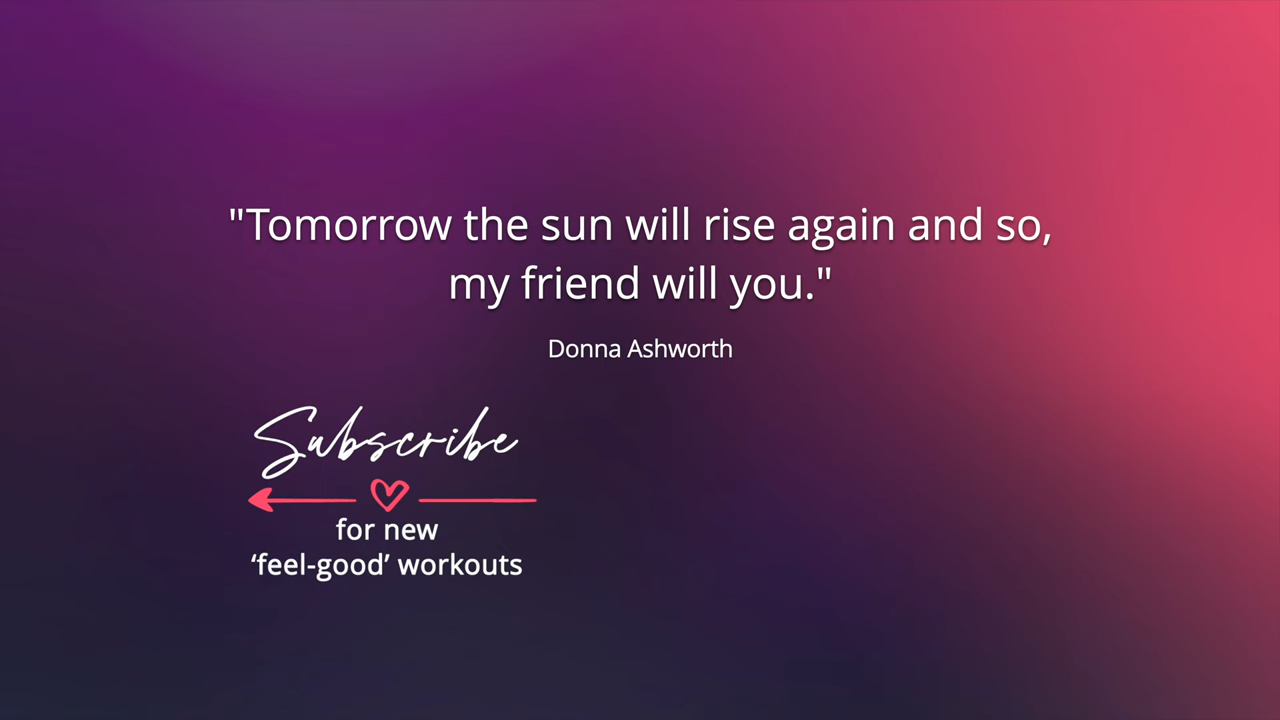 "Tomorrow the sun will rise again and so,
my friend will you."
Donna Ashworth
Subscribe
for new
‘feel-good’ workouts